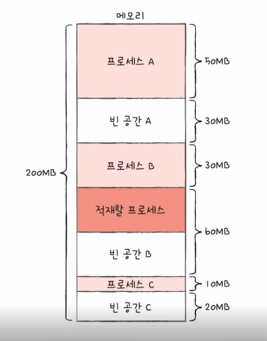 메모리
프로세스 A
50MB
빈 공간 A
30MB
프로세스 B
30MB
200MB
적재할 프로세스
60MB
빈 공간 B
프로세스 C
10MB
빈 공간 C
20MB